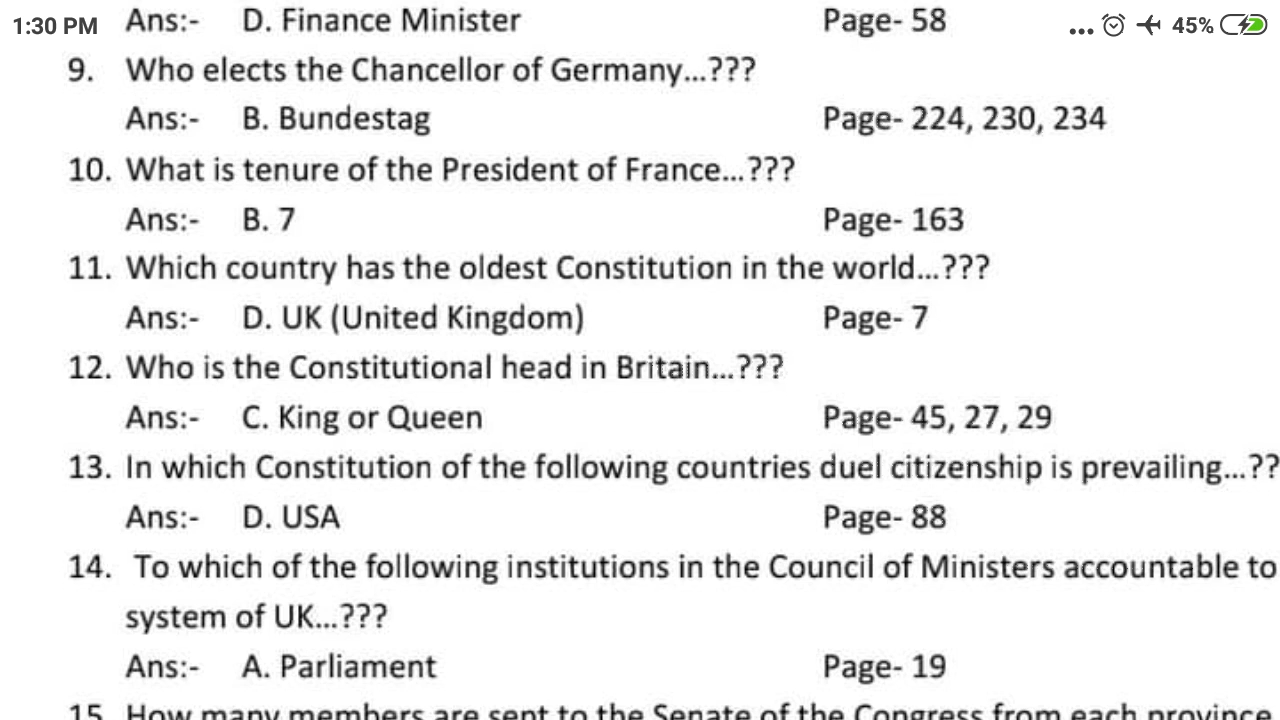 1:30 PM Ans:- D. Finance Minister Page- 58 ... 45%
9. Who elects the Chancellor of Germany...???
Ans:- B. Bundestag Page- 224, 230, 234
10. What is tenure of the President of France...???
Ans:- B. 7 Page- 163
11. Which country has the oldest Constitution in the world...???
Ans:- D. UK (United Kingdom) Page- 7
12. Who is the Constitutional head in Britain...???
Ans:- C. King or Queen Page- 45, 27, 29
13. In which Constitution of the following countries duel citizenship is prevailing...??
Ans:- D. USA Page- 88
14. To which of the following institutions in the Council of Ministers accountable to
system of UK...???
Ans:- A. Parliament Page- 19
15. How many members are sent to the Senate of the Congress from each province